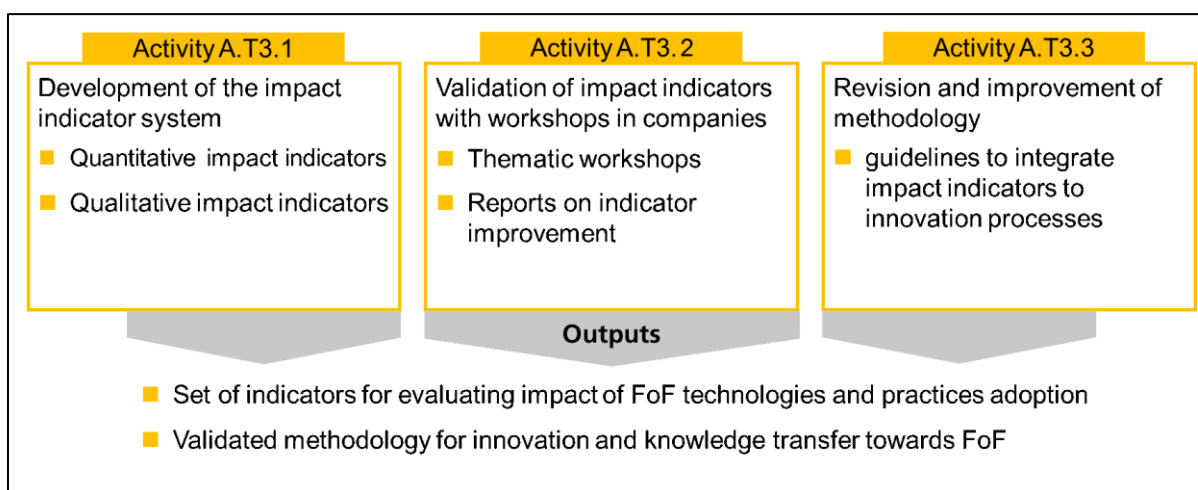 Activity A.T3.1
Development of the impact
indicator system
Quantitative impact indicators
Qualitative impact indicators
Activity A.T3.2
Validation of impact indicators
with workshops in companies
Thematic workshops
Reports on indicator
improvement
Activity A.T3.3
Revision and improvement of
methodology
guidelines to integrate
impact indicators to
innovation processes
Outputs
Set of indicators for evaluating impact of FoF technologies and practices adoption
Validated methodology for innovation and knowledge transfer towards FoF